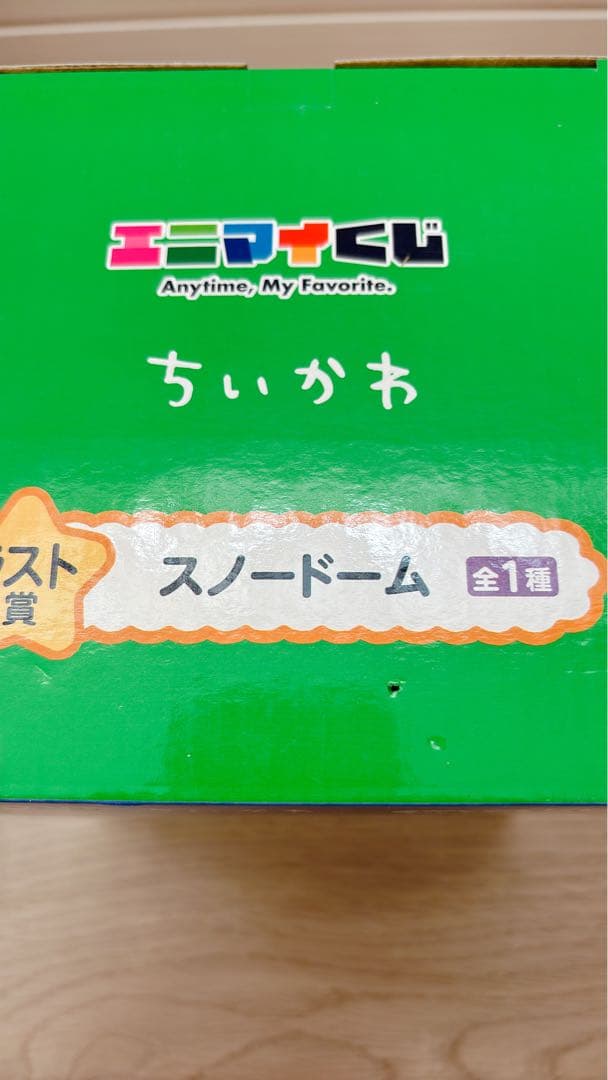 エニマイくじ
Anytime, My Favorite.
ちいかわ
ラスト
賞
スノードーム
全1種